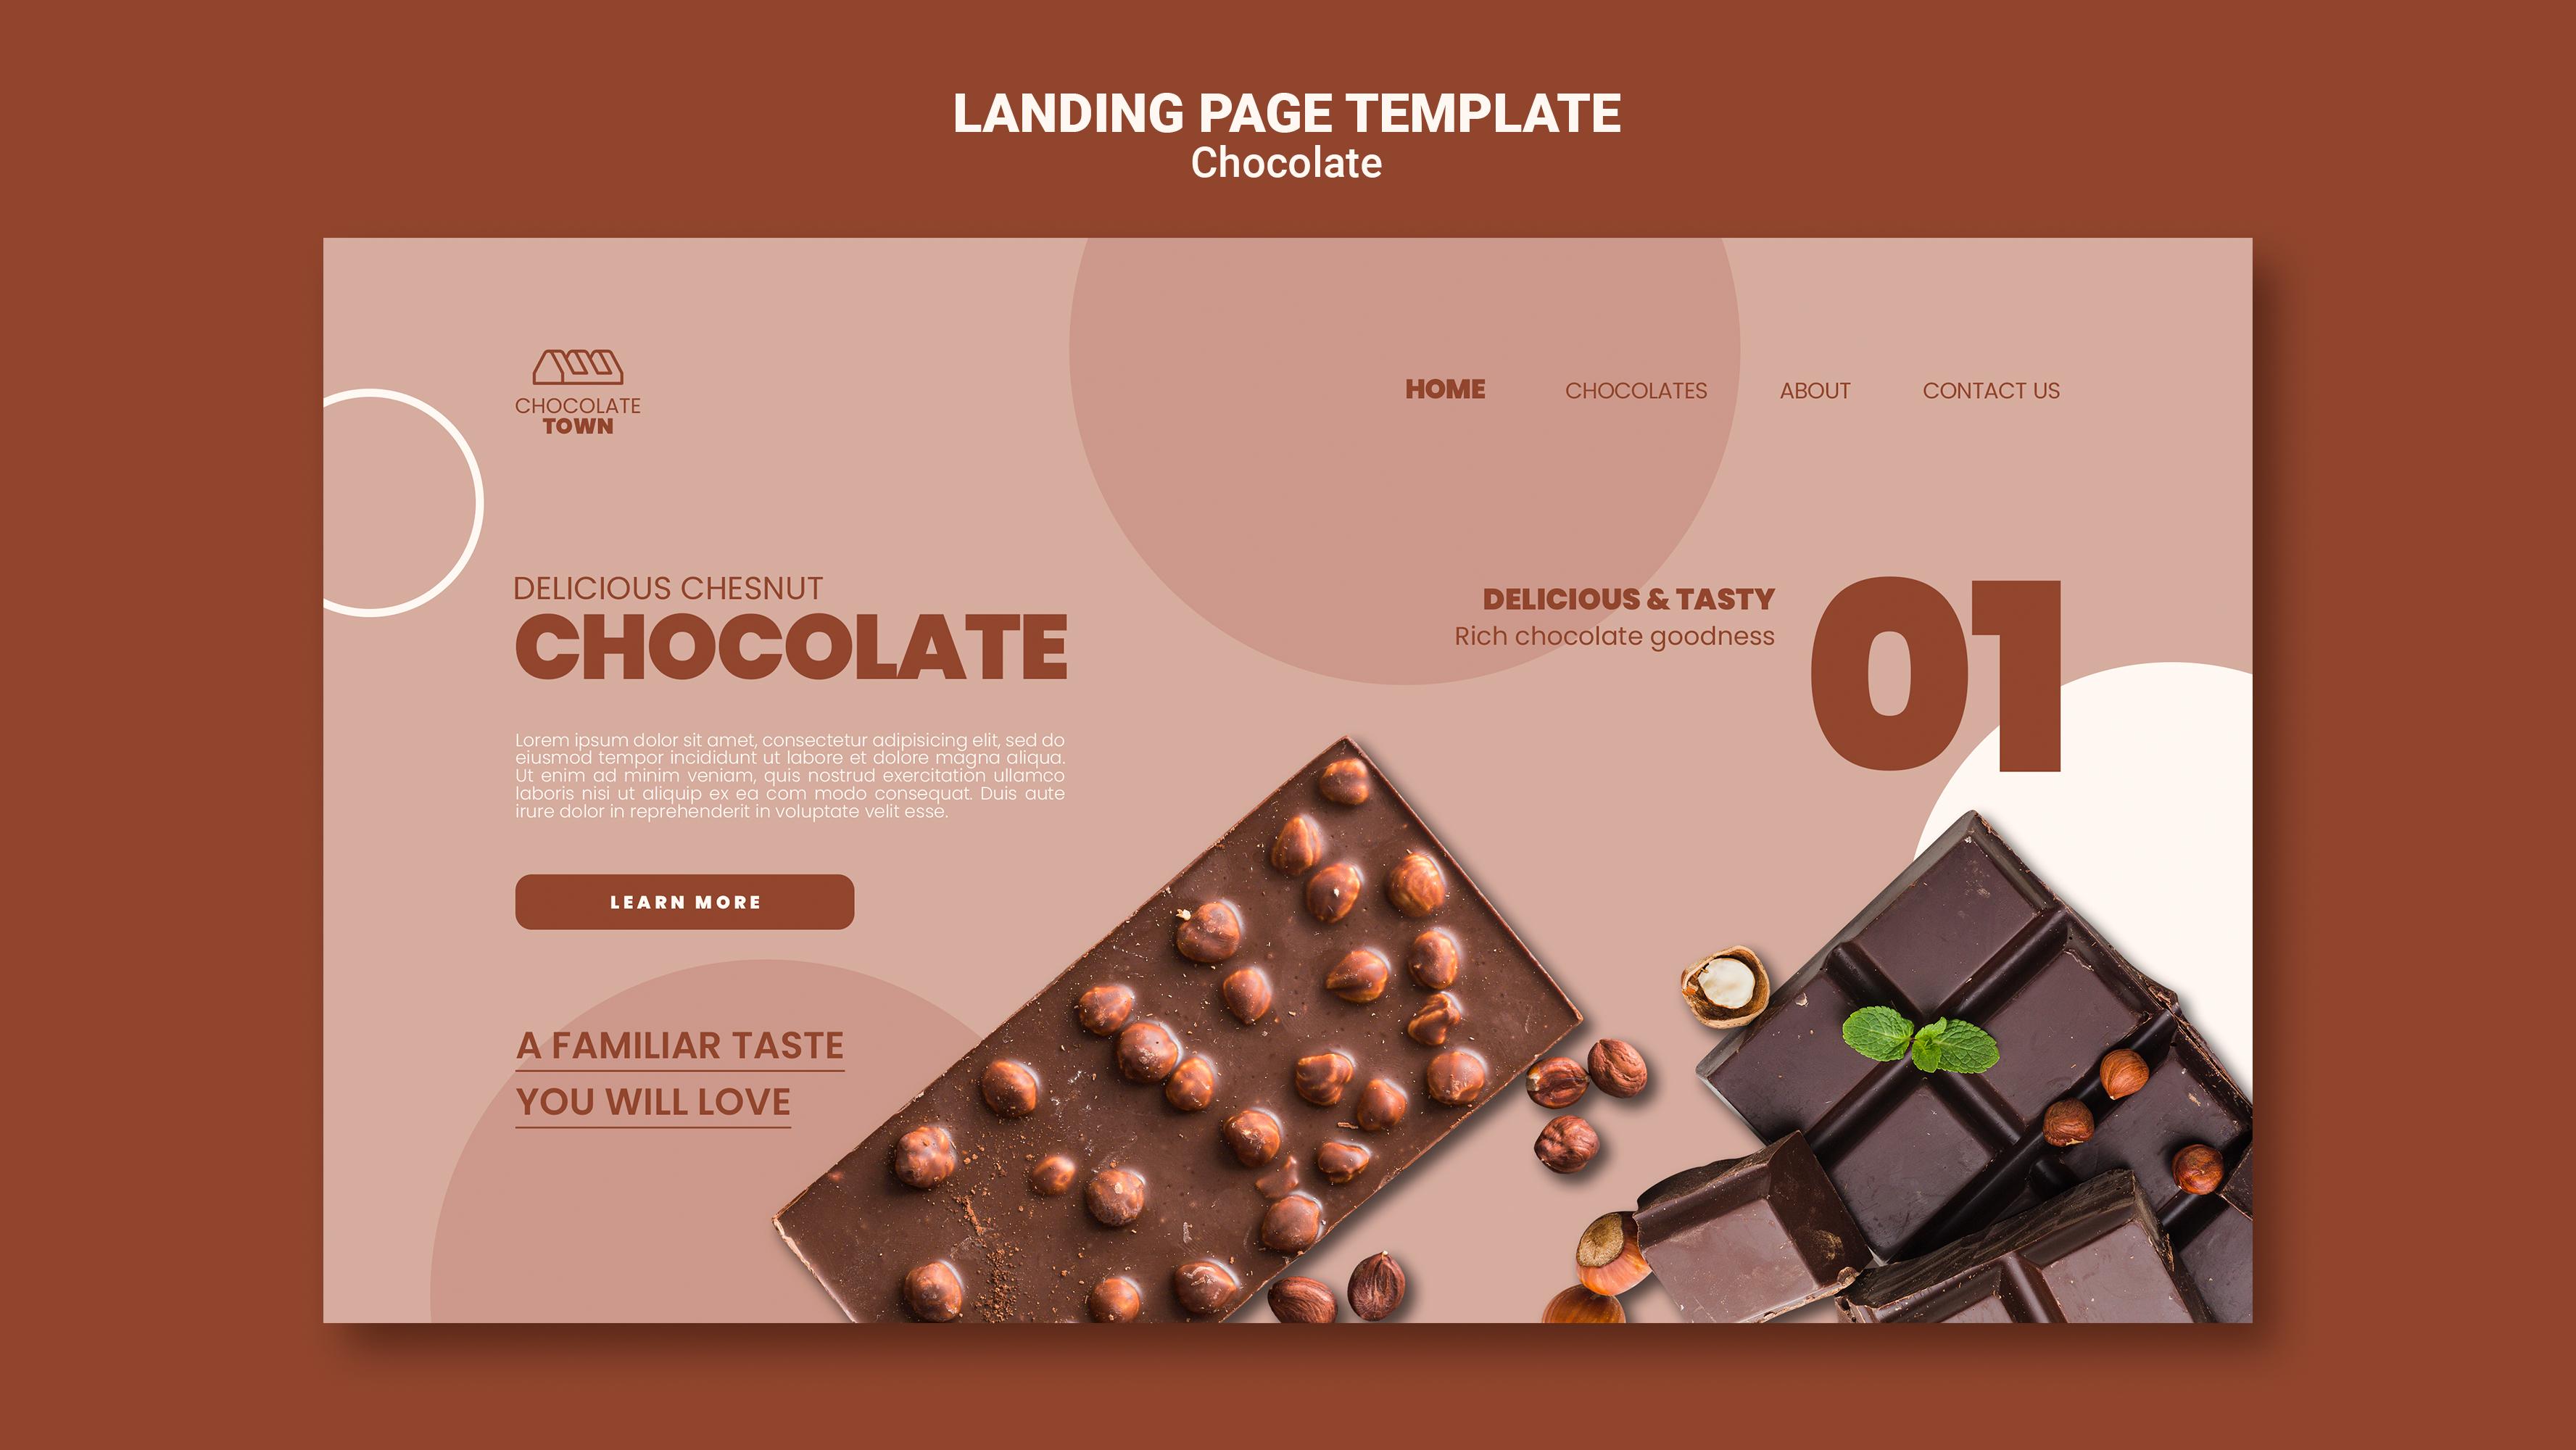 LANDING PAGE TEMPLATE
Chocolate
CHOCOLATE
TOWN
HOME CHOCOLATES ABOUT CONTACT US
DELICIOUS CHESNUT
CHOCOLATE
Lorem ipsum dolor sit amet, consectetur adipisicing elit, sed do
eiusmod tempor incididunt ut labore et dolore magna aliqua.
Ut enim ad minim veniam, quis nostrud exercitation ullamco
laboris nisi ut aliquip ex ea com modo consequat. Duis aute
irure dolor in reprehenderit in voluptate velit esse.
LEARN MORE
A FAMILIAR TASTE
YOU WILL LOVE
DELICIOUS & TASTY
Rich chocolate goodness
01